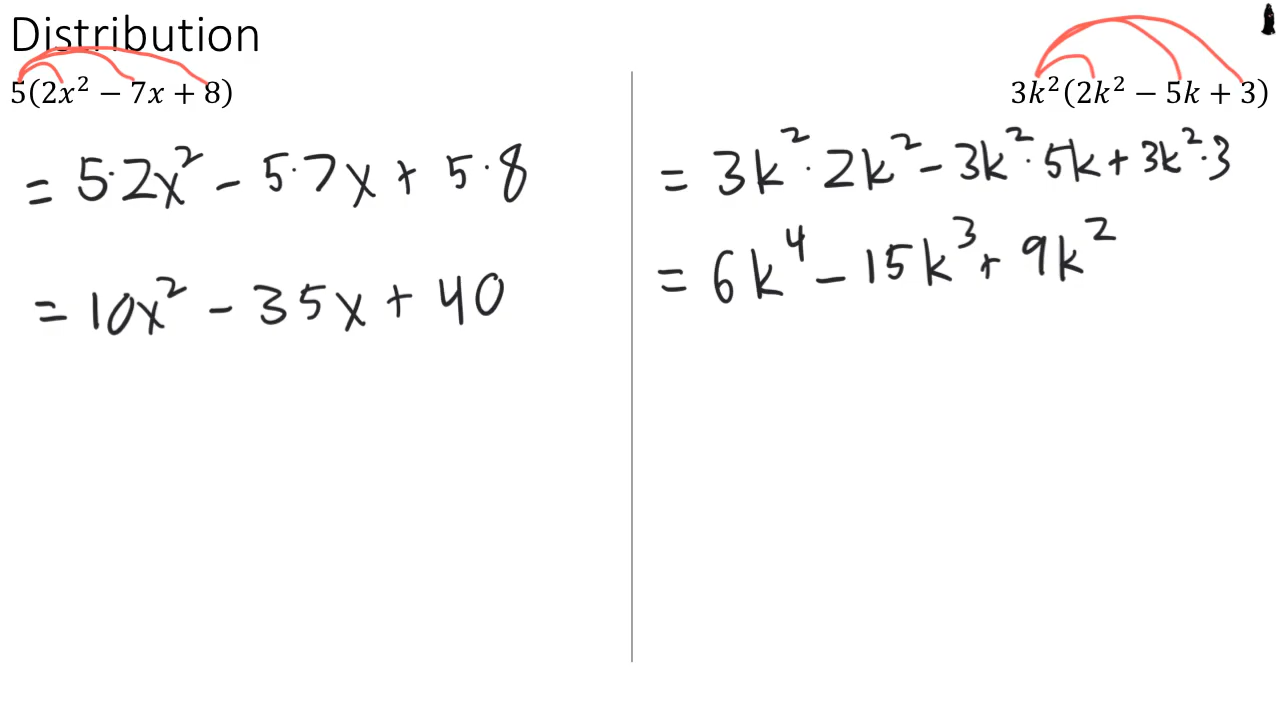 Distribution
5(2x² − 7x + 8)
= 5·2x² − 5·7x + 5·8
= 10x² − 35x + 40
3k²(2k² − 5k + 3)
= 3k²·2k² − 3k²·5k + 3k²·3
= 6k⁴ − 15k³ + 9k²